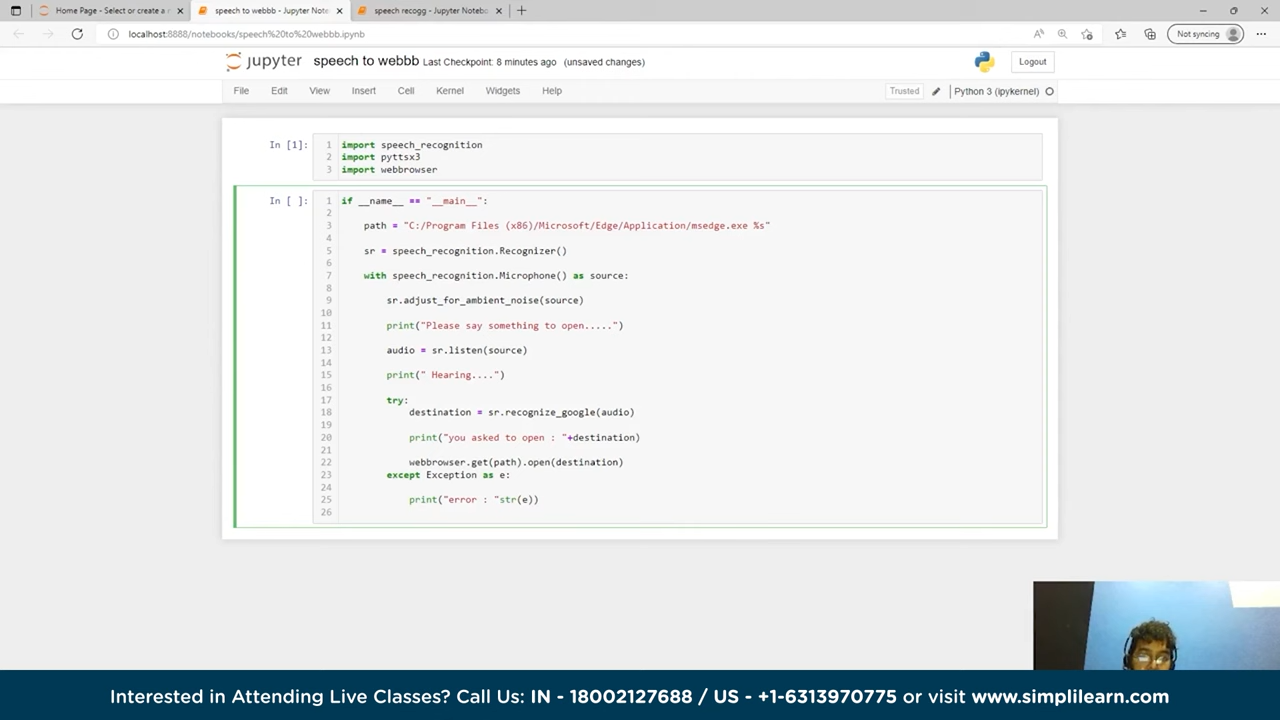 Home Page - Select or create a n
speech to webbb - Jupyter Note
speech recogg - Jupyter Notebo
localhost:8888/notebooks/speech%20to%20webbb.ipynb
Not syncing
jupyter speech to webbb Last Checkpoint: 8 minutes ago (unsaved changes)
Logout
File Edit View Insert Cell Kernel Widgets Help
Trusted Python 3 (ipykernel)
In [1]:
1 import speech_recognition
2 import pyttsx3
3 import webbrowser
In [ ]:
1 if __name__ == "__main__":
2
3 path = "C:/Program Files (x86)/Microsoft/Edge/Application/msedge.exe %s"
4
5 sr = speech_recognition.Recognizer()
6
7 with speech_recognition.Microphone() as source:
8
9 sr.adjust_for_ambient_noise(source)
10
11 print("Please say something to open.....")
12
13 audio = sr.listen(source)
14
15 print(" Hearing....")
16
17 try:
18 destination = sr.recognize_google(audio)
19
20 print("you asked to open : "+destination)
21
22 webbrowser.get(path).open(destination)
23 except Exception as e:
24
25 print("error : "str(e))
26
Interested in Attending Live Classes? Call Us: IN - 18002127688 / US - +1-6313970775 or visit www.simplilearn.com